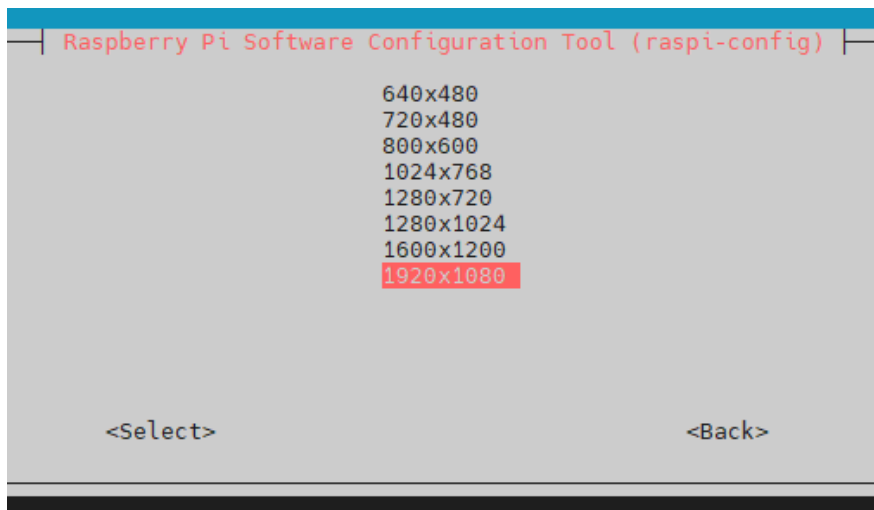 Raspberry Pi Software Configuration Tool (raspi-config)
640x480
720x480
800x600
1024x768
1280x720
1280x1024
1600x1200
1920x1080
<Select> <Back>